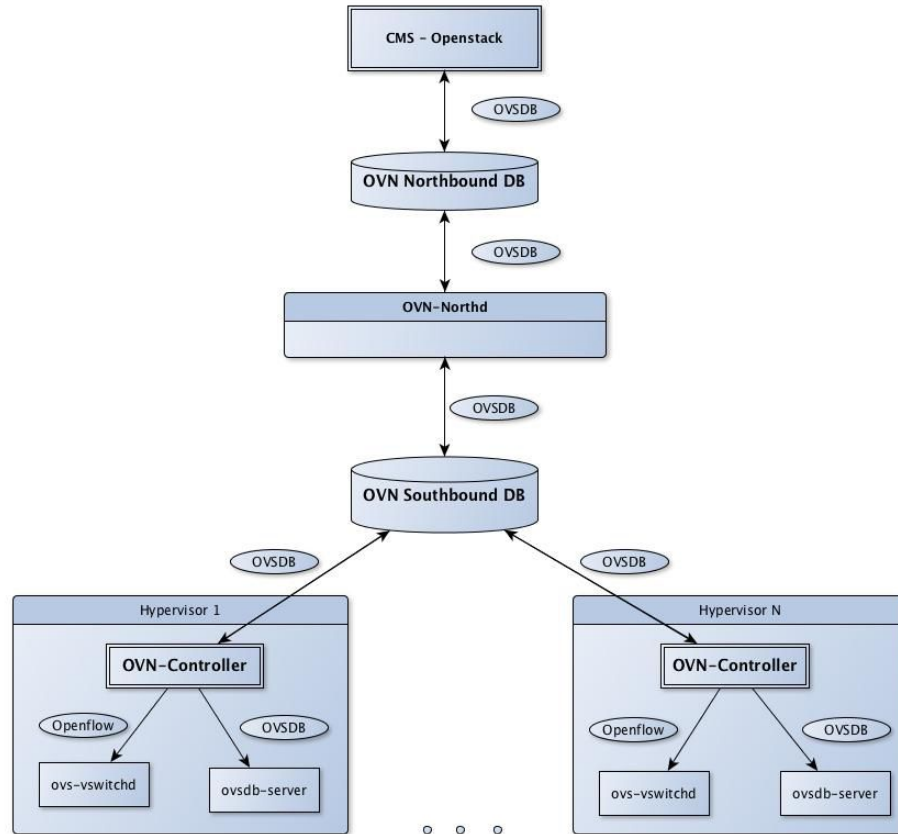 CMS - Openstack
OVSDB
OVN Northbound DB
OVSDB
OVN-Northd
OVSDB
OVN Southbound DB
OVSDB
OVSDB
Hypervisor 1
OVN-Controller
Openflow
OVSDB
ovs-vswitchd
ovsdb-server
Hypervisor N
OVN-Controller
Openflow
OVSDB
ovs-vswitchd
ovsdb-server